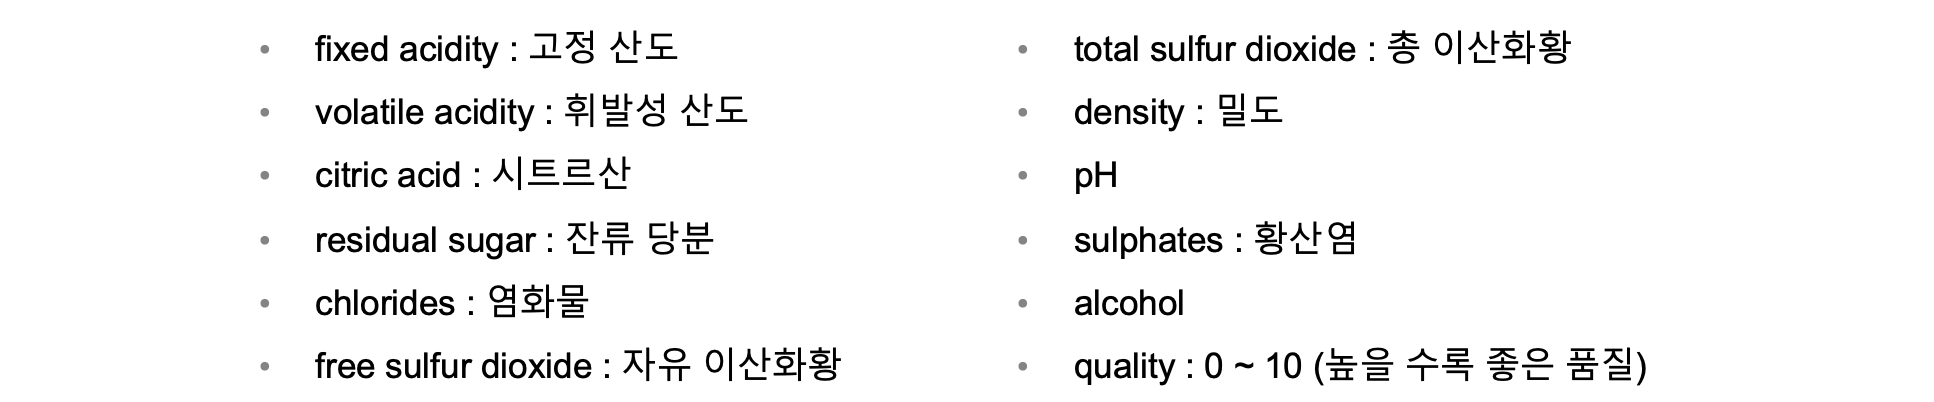 • fixed acidity : 고정 산도
• volatile acidity : 휘발성 산도
• citric acid : 시트르산
• residual sugar : 잔류 당분
• chlorides : 염화물
• free sulfur dioxide : 자유 이산화황
• total sulfur dioxide : 총 이산화황
• density : 밀도
• pH
• sulphates : 황산염
• alcohol
• quality : 0 ~ 10 (높을 수록 좋은 품질)